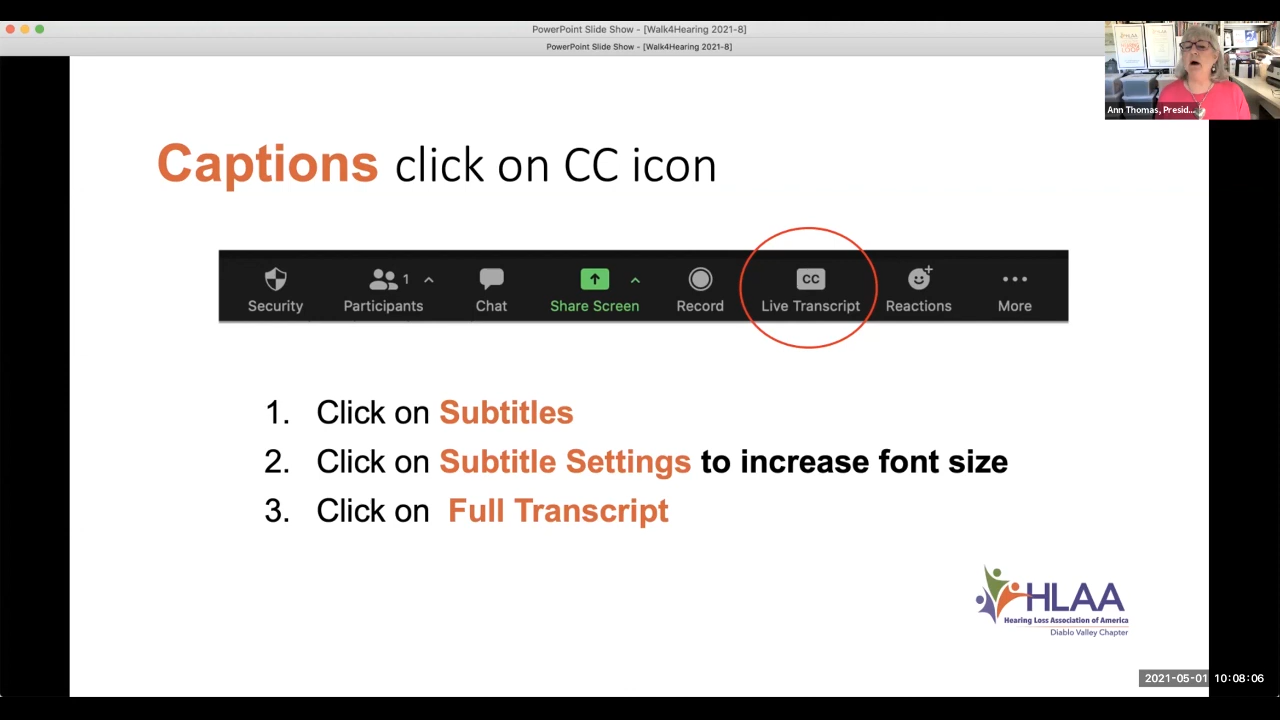 PowerPoint Slide Show - [Walk4Hearing 2021-8]
PowerPoint Slide Show - [Walk4Hearing 2021-8]
Ann Thomas, Presid...
Captions click on CC icon
1
CC
Security Participants Chat Share Screen Record Live Transcript Reactions More
1. Click on Subtitles
2. Click on Subtitle Settings to increase font size
3. Click on Full Transcript
HLAA
Hearing Loss Association of America
Diablo Valley Chapter
2021-05-01 10:08:06